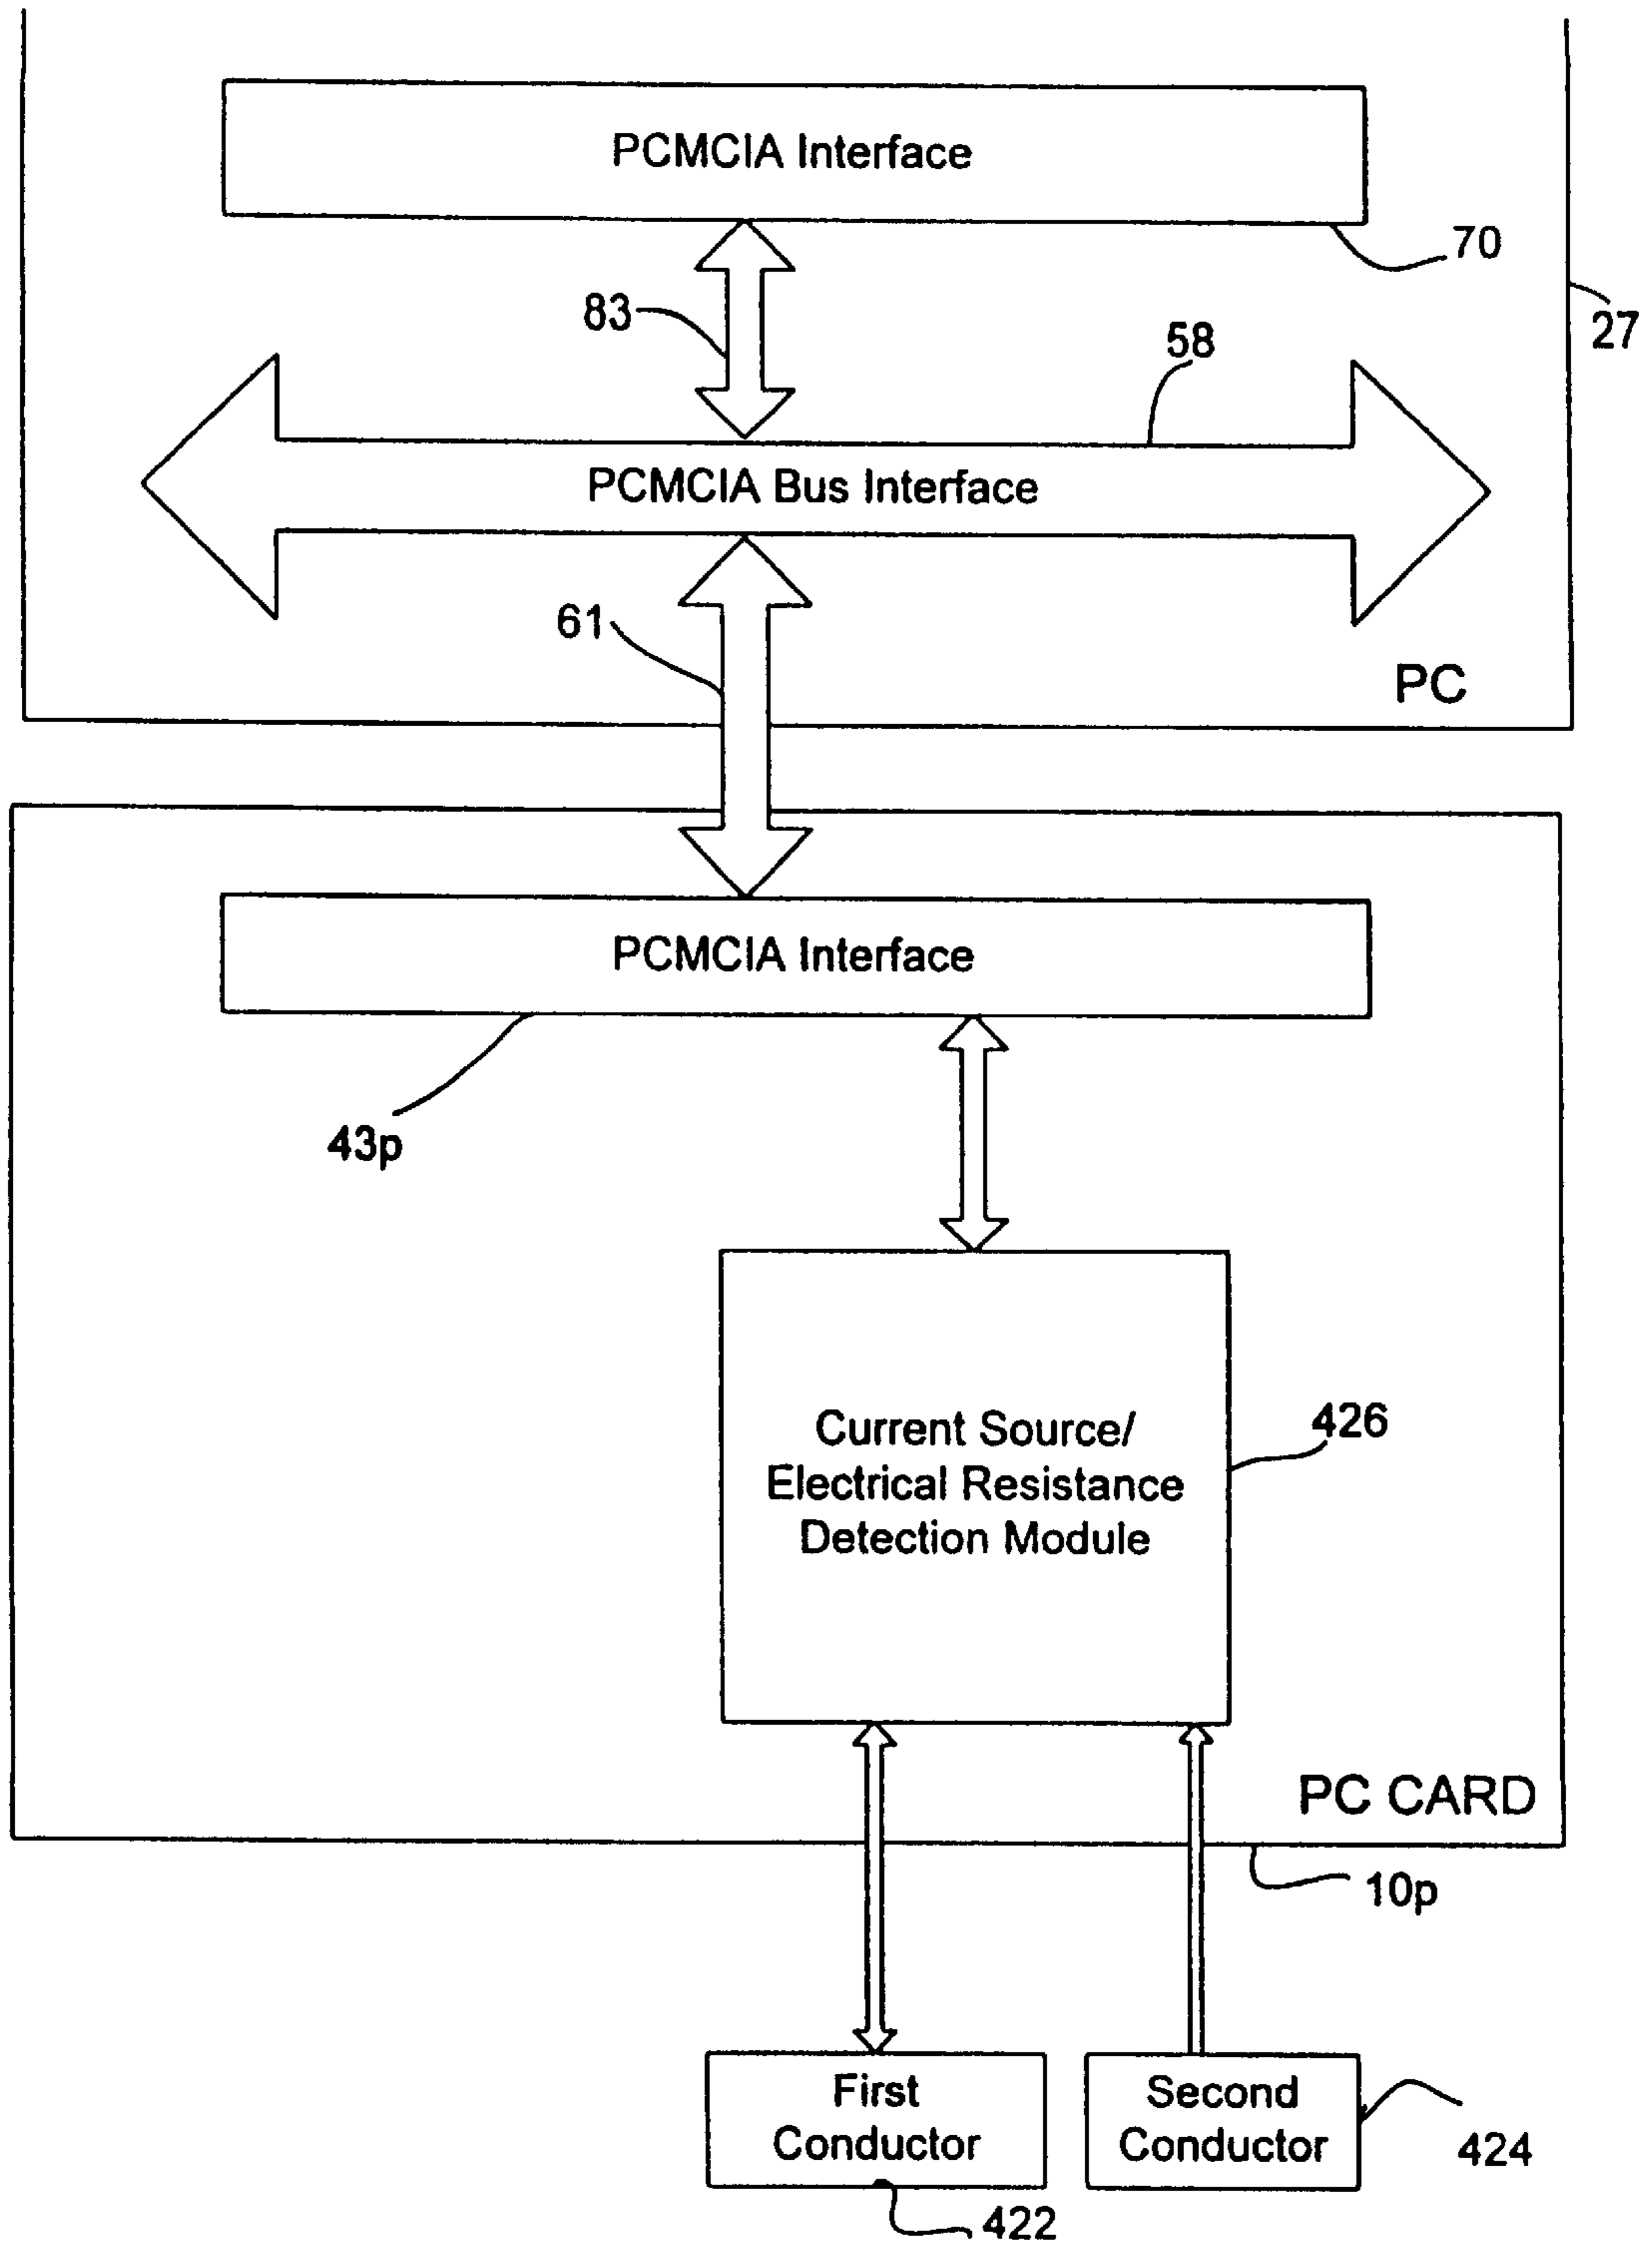 PCMCIA Interface
70
27
83
58
PCMCIA Bus Interface
61
PC
PCMCIA Interface
43p
Current Source/
Electrical Resistance
Detection Module
426
PC CARD
10p
First
Conductor
422
Second
Conductor
424